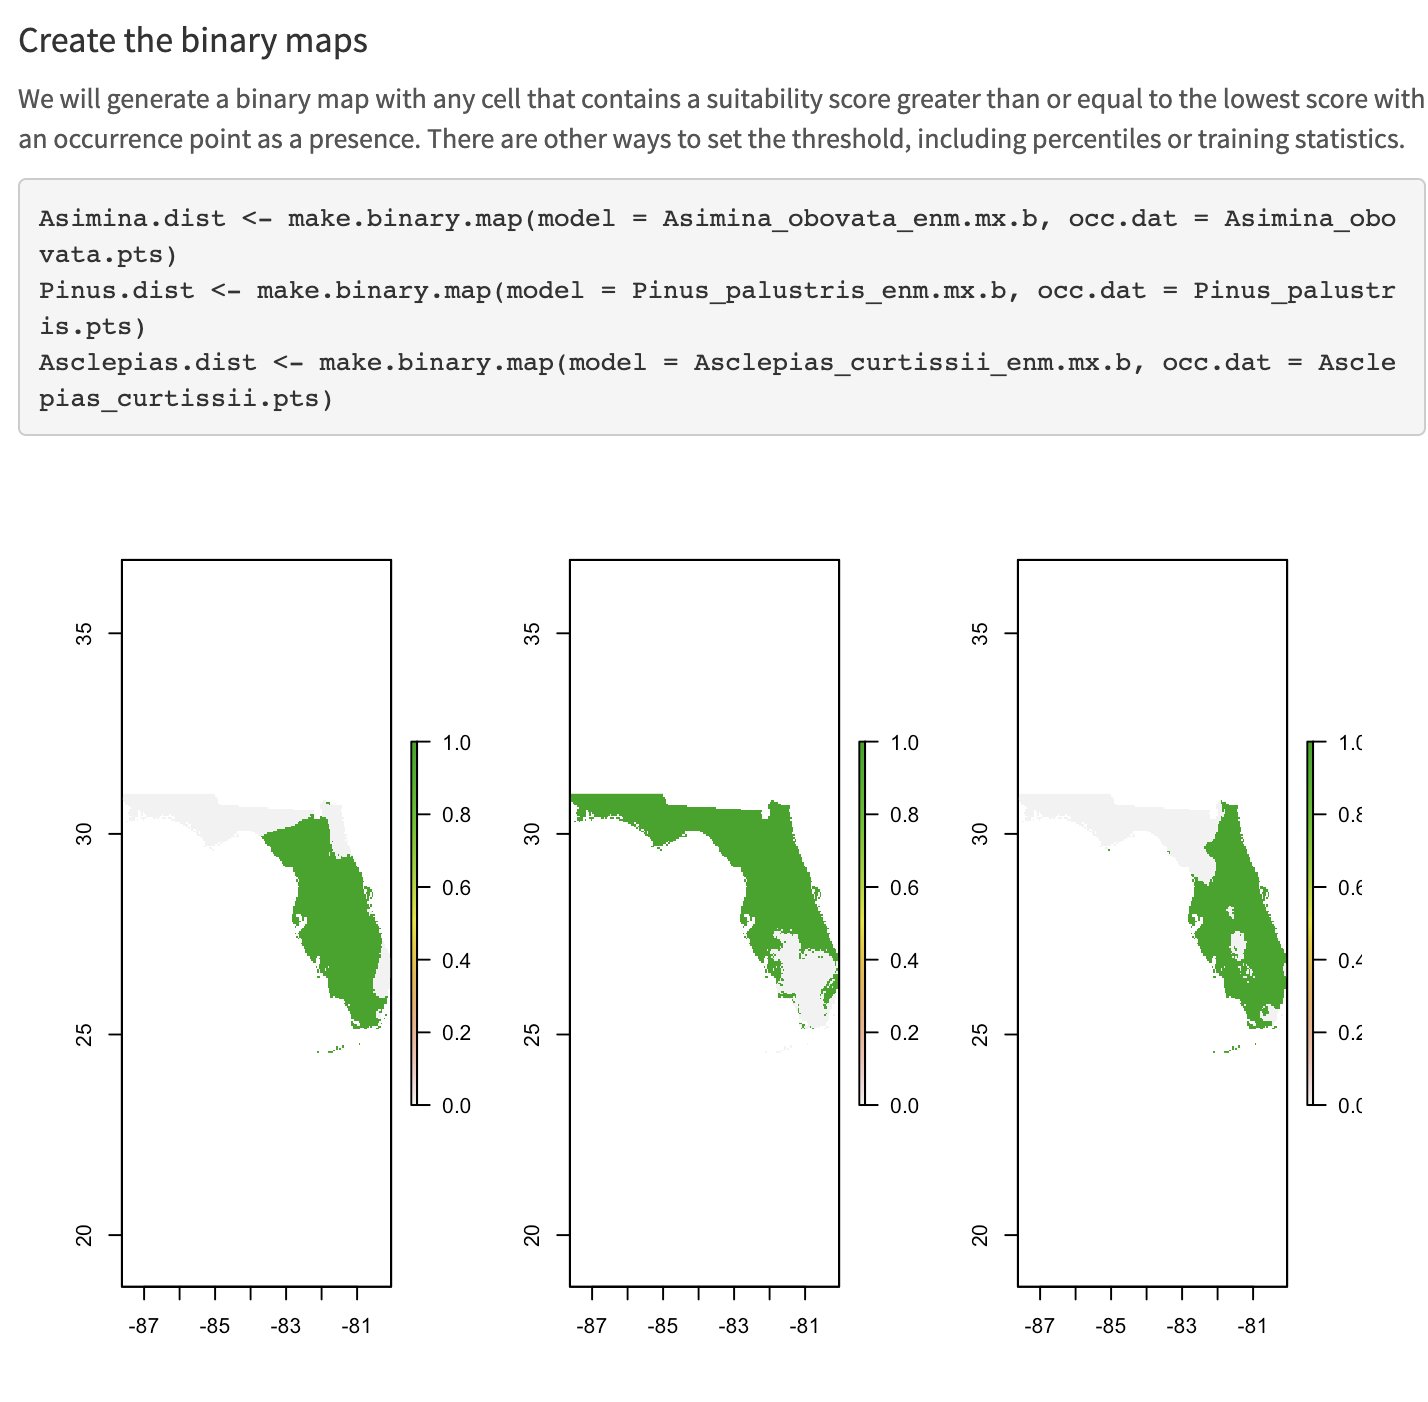 Create the binary maps
We will generate a binary map with any cell that contains a suitability score greater than or equal to the lowest score with
an occurrence point as a presence. There are other ways to set the threshold, including percentiles or training statistics.
Asimina.dist <- make.binary.map(model = Asimina_obovata_enm.mx.b, occ.dat = Asimina_obo
vata.pts)
Pinus.dist <- make.binary.map(model = Pinus_palustris_enm.mx.b, occ.dat = Pinus_palustr
is.pts)
Asclepias.dist <- make.binary.map(model = Asclepias_curtissii_enm.mx.b, occ.dat = Ascle
pias_curtissii.pts)
35
30
25
20
-87 -85 -83 -81
1.0
0.8
0.6
0.4
0.2
0.0
35
30
25
20
-87 -85 -83 -81
1.0
0.8
0.6
0.4
0.2
0.0
35
30
25
20
-87 -85 -83 -81